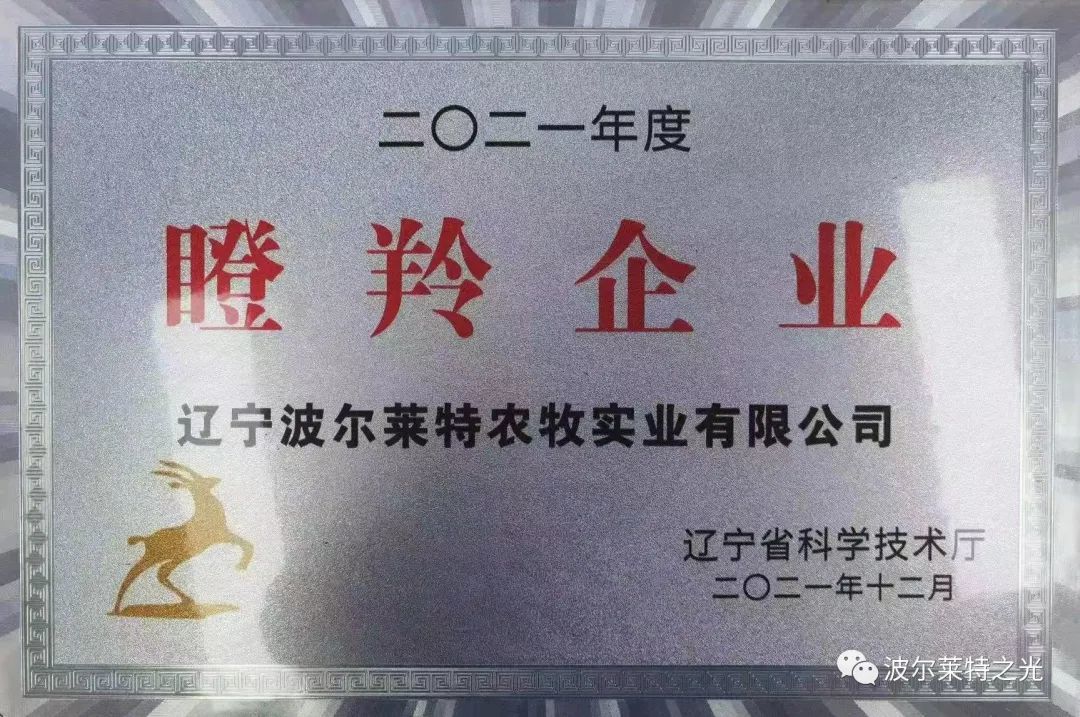 二〇二一年度
瞪羚企业
辽宁波尔莱特农牧实业有限公司
辽宁省科学技术厅
二〇二一年十二月
波尔莱特之光